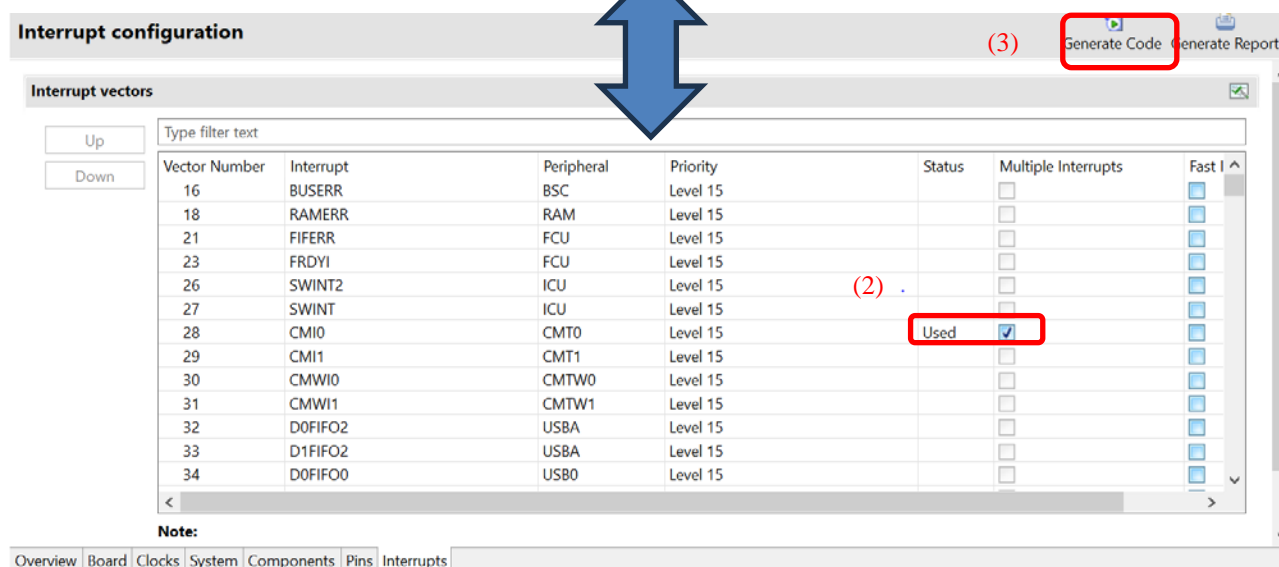 Interrupt configuration
(3)
Generate Code Generate Report
Interrupt vectors
Up
Down
Type filter text
Vector Number Interrupt Peripheral Priority Status Multiple Interrupts Fast I
16 BUSERR BSC Level 15
18 RAMERR RAM Level 15
21 FIFERR FCU Level 15
23 FRDYI FCU Level 15
26 SWINT2 ICU Level 15 (2) .
27 SWINT ICU Level 15
28 CMI0 CMT0 Level 15 Used
29 CMI1 CMT1 Level 15
30 CMWI0 CMTW0 Level 15
31 CMWI1 CMTW1 Level 15
32 D0FIFO2 USBA Level 15
33 D1FIFO2 USBA Level 15
34 D0FIFO0 USB0 Level 15
Note:
Overview Board Clocks System Components Pins Interrupts